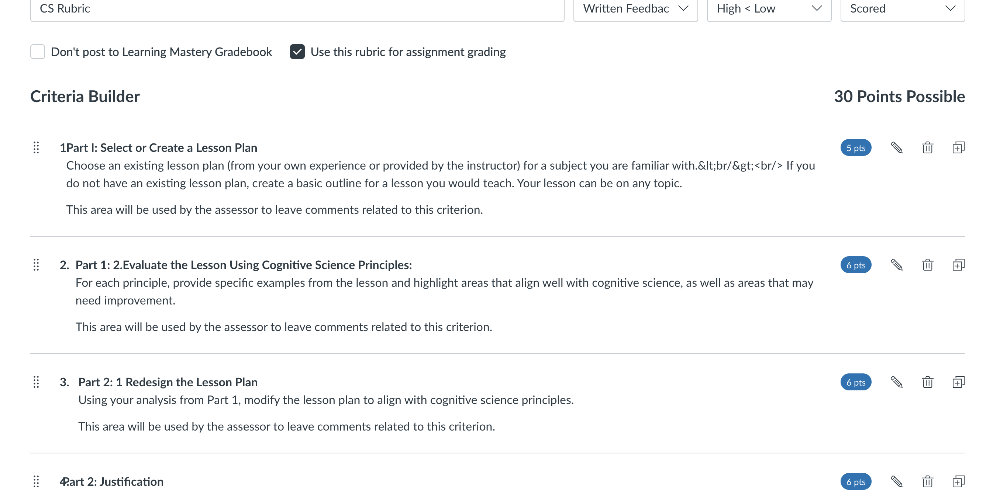 CS Rubric
Written Feedbac
High < Low
Scored
Don't post to Learning Mastery Gradebook
Use this rubric for assignment grading
Criteria Builder
30 Points Possible
1Part I: Select or Create a Lesson Plan
5 pts
Choose an existing lesson plan (from your own experience or provided by the instructor) for a subject you are familiar with.&lt;br/&gt;<br/> If you
do not have an existing lesson plan, create a basic outline for a lesson you would teach. Your lesson can be on any topic.
This area will be used by the assessor to leave comments related to this criterion.
2. Part 1: 2.Evaluate the Lesson Using Cognitive Science Principles:
6 pts
For each principle, provide specific examples from the lesson and highlight areas that align well with cognitive science, as well as areas that may
need improvement.
This area will be used by the assessor to leave comments related to this criterion.
3. Part 2: 1 Redesign the Lesson Plan
6 pts
Using your analysis from Part 1, modify the lesson plan to align with cognitive science principles.
This area will be used by the assessor to leave comments related to this criterion.
4.Part 2: Justification
6 pts